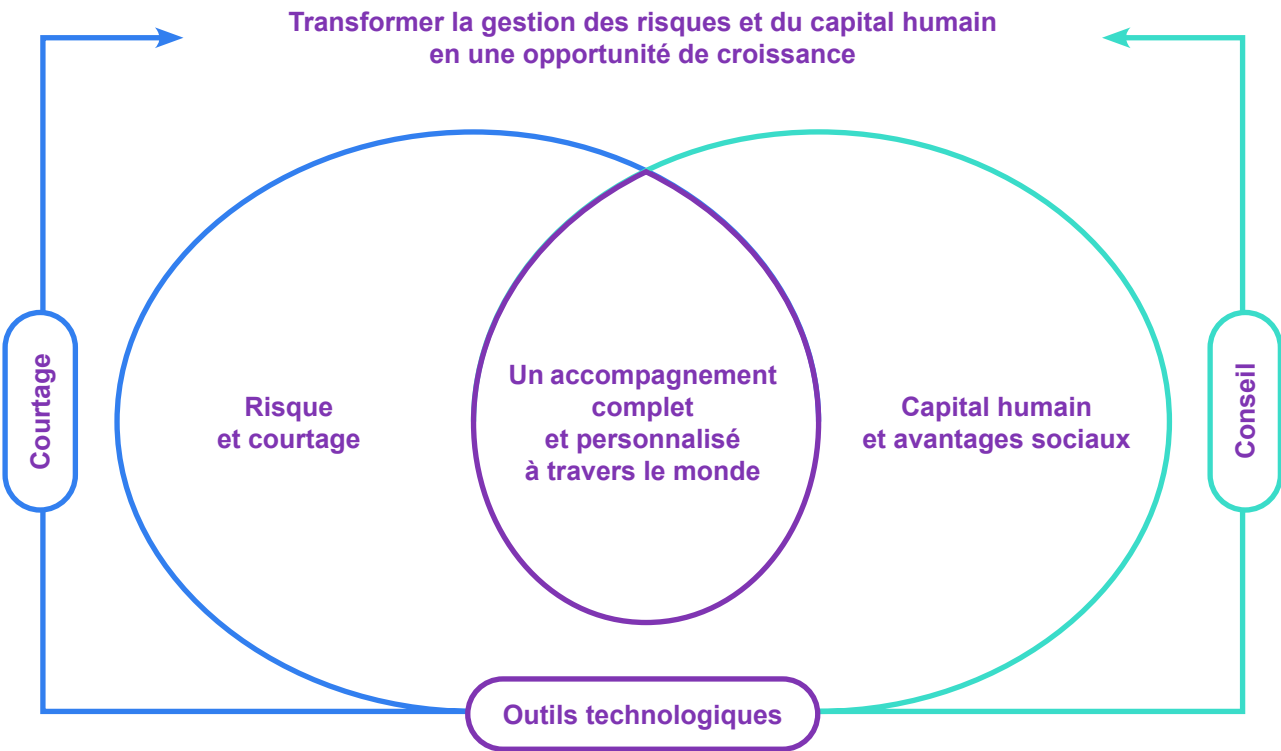 Transformer la gestion des risques et du capital humain
en une opportunité de croissance
Courtage
Risque
et courtage
Un accompagnement
complet
et personnalisé
à travers le monde
Capital humain
et avantages sociaux
Conseil
Outils technologiques